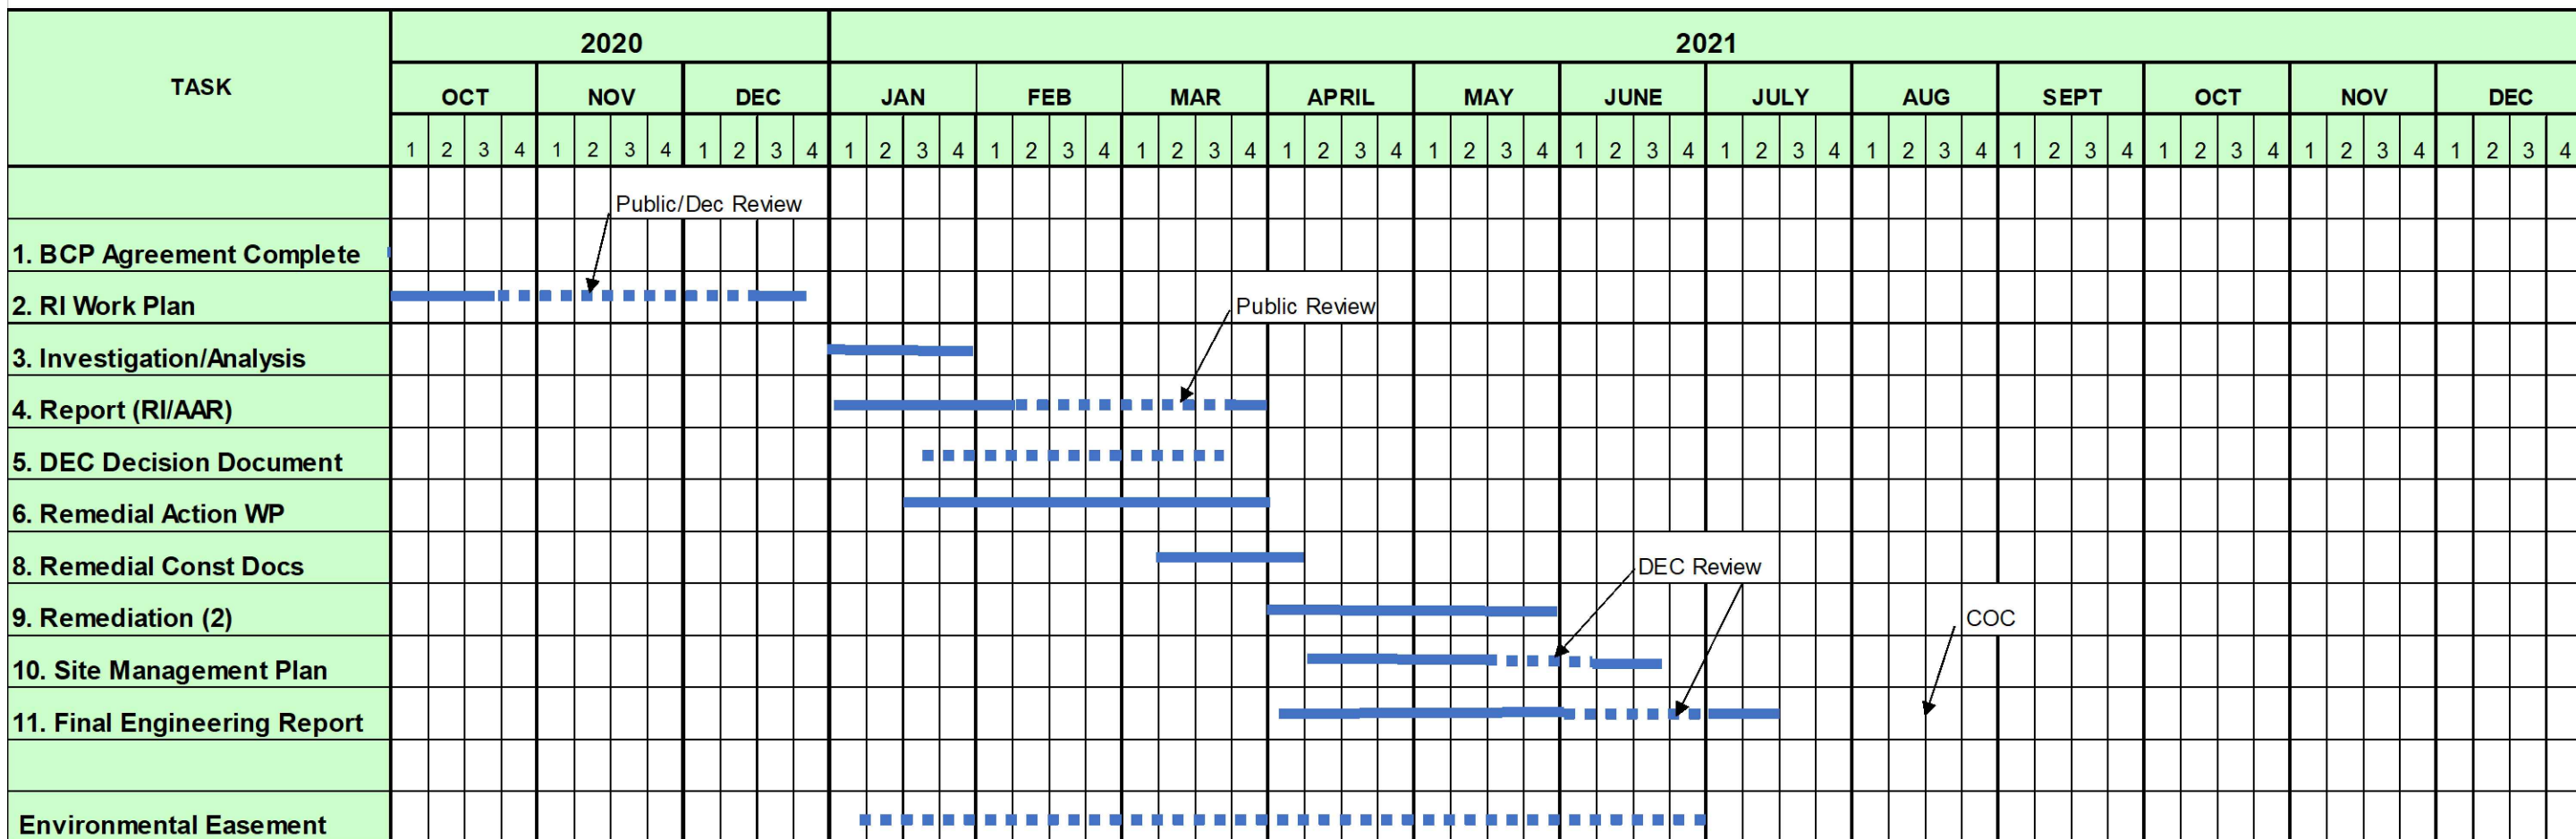 TASK
2020
2021
OCT NOV DEC JAN FEB MAR APRIL MAY JUNE JULY AUG SEPT OCT NOV DEC
1 2 3 4 1 2 3 4 1 2 3 4 1 2 3 4 1 2 3 4 1 2 3 4 1 2 3 4 1 2 3 4 1 2 3 4 1 2 3 4 1 2 3 4 1 2 3 4 1 2 3 4 1 2 3 4 1 2 3 4
Public/Dec Review
1. BCP Agreement Complete
2. RI Work Plan
Public Review
3. Investigation/Analysis
4. Report (RI/AAR)
5. DEC Decision Document
6. Remedial Action WP
8. Remedial Const Docs
DEC Review
9. Remediation (2)
COC
10. Site Management Plan
11. Final Engineering Report
Environmental Easement